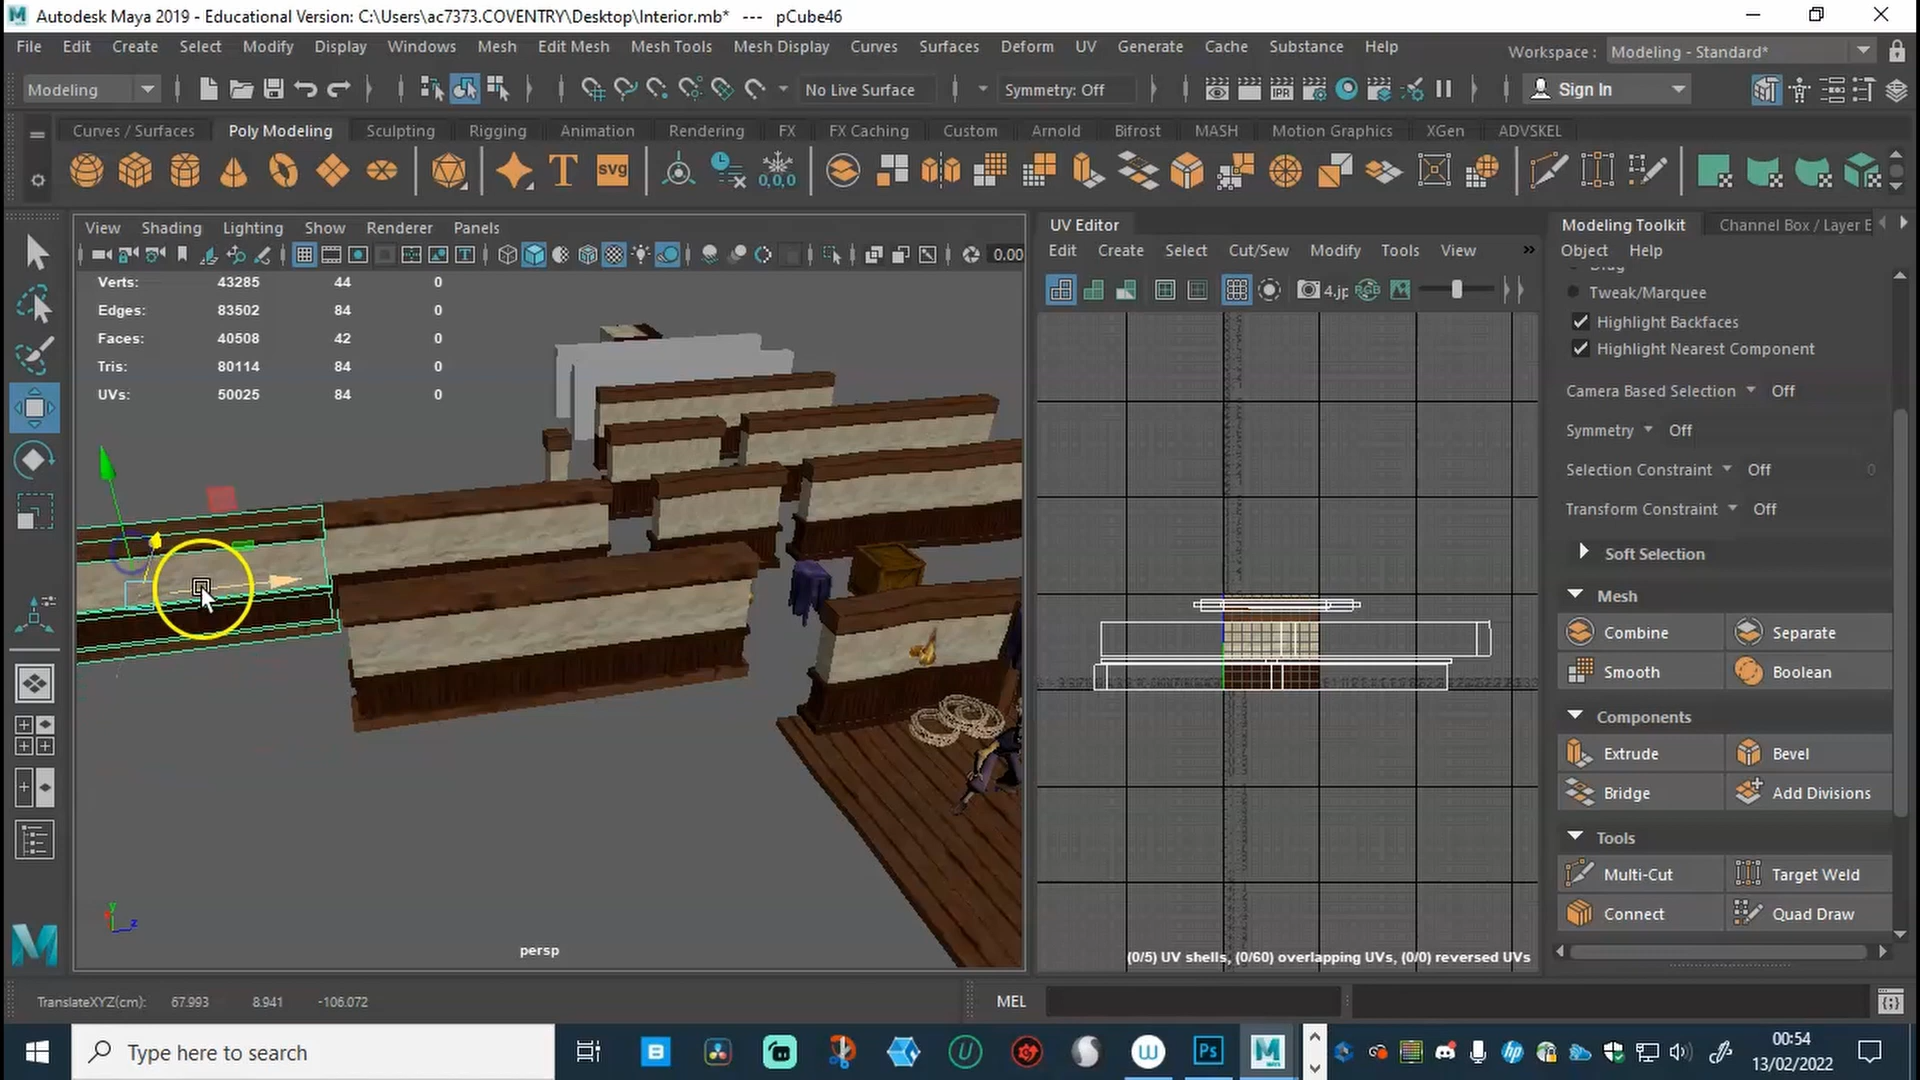 Autodesk Maya 2019 - Educational Version: C:\Users\ac7373.COVENTRY\Desktop\Interior.mb*   ---   pCube46
File Edit Create Select Modify Display Windows Mesh Edit Mesh Mesh Tools Mesh Display Curves Surfaces Deform UV Generate Cache Substance Help
Workspace : Modeling - Standard*
Modeling No Live Surface Symmetry: Off Sign In
Curves / Surfaces Poly Modeling Sculpting Rigging Animation Rendering FX FX Caching Custom Arnold Bifrost MASH Motion Graphics XGen ADVSKEL
T svg 0,0,0
View Shading Lighting Show Renderer Panels
0.00
Verts: 43285 44 0
Edges: 83502 84 0
Faces: 40508 42 0
Tris: 80114 84 0
UVs: 50025 84 0
persp
UV Editor
Edit Create Select Cut/Sew Modify Tools View »
4.jp RGB
(0/5) UV shells, (0/60) overlapping UVs, (0/0) reversed UVs
Modeling Toolkit Channel Box / Layer E
Object Help
Tweak/Marquee
Highlight Backfaces
Highlight Nearest Component
Camera Based Selection Off
Symmetry Off
Selection Constraint Off 0
Transform Constraint Off
Soft Selection
Mesh
Combine Separate
Smooth Boolean
Components
Extrude Bevel
Bridge Add Divisions
Tools
Multi-Cut Target Weld
Connect Quad Draw
TranslateXYZ(cm): 67.993 8.941 -106.072
MEL
Type here to search
00:54
13/02/2022